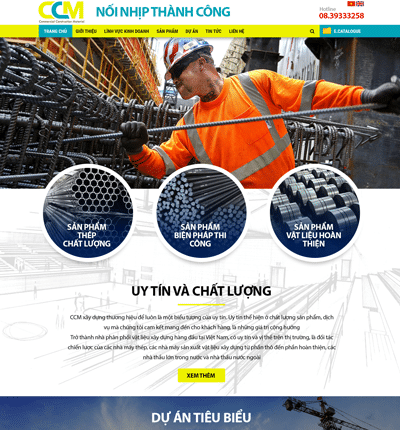 CCM
NỐI NHỊP THÀNH CÔNG
Hotline
08.39333258
TRANG CHỦ GIỚI THIỆU LĨNH VỰC KINH DOANH SẢN PHẨM DỰ ÁN TIN TỨC LIÊN HỆ E.CATALOGUE
SẢN PHẨM
THÉP
CHẤT LƯỢNG
SẢN PHẨM
BIỆN PHÁP THI
CÔNG
SẢN PHẨM
VẬT LIỆU HOÀN
THIỆN
UY TÍN VÀ CHẤT LƯỢNG
CCM xây dựng thương hiệu để luôn là một biểu tượng của uy tín. Uy tín thể hiện ở chất lượng sản phẩm, dịch
vụ mà chúng tôi cam kết mang đến cho khách hàng, là những giá trị cộng hưởng
Trở thành nhà phân phối vật liệu xây dựng hàng đầu tại Việt Nam, có uy tín và vị thế trên thị trường, là đối tác
chiến lược của các nhà máy thép, các nhà máy sản xuất vật liệu xây dựng từ phần thô đến phần hoàn thiện, các
nhà thầu lớn trong nước và nhà thầu nước ngoài
XEM THÊM
DỰ ÁN TIÊU BIỂU